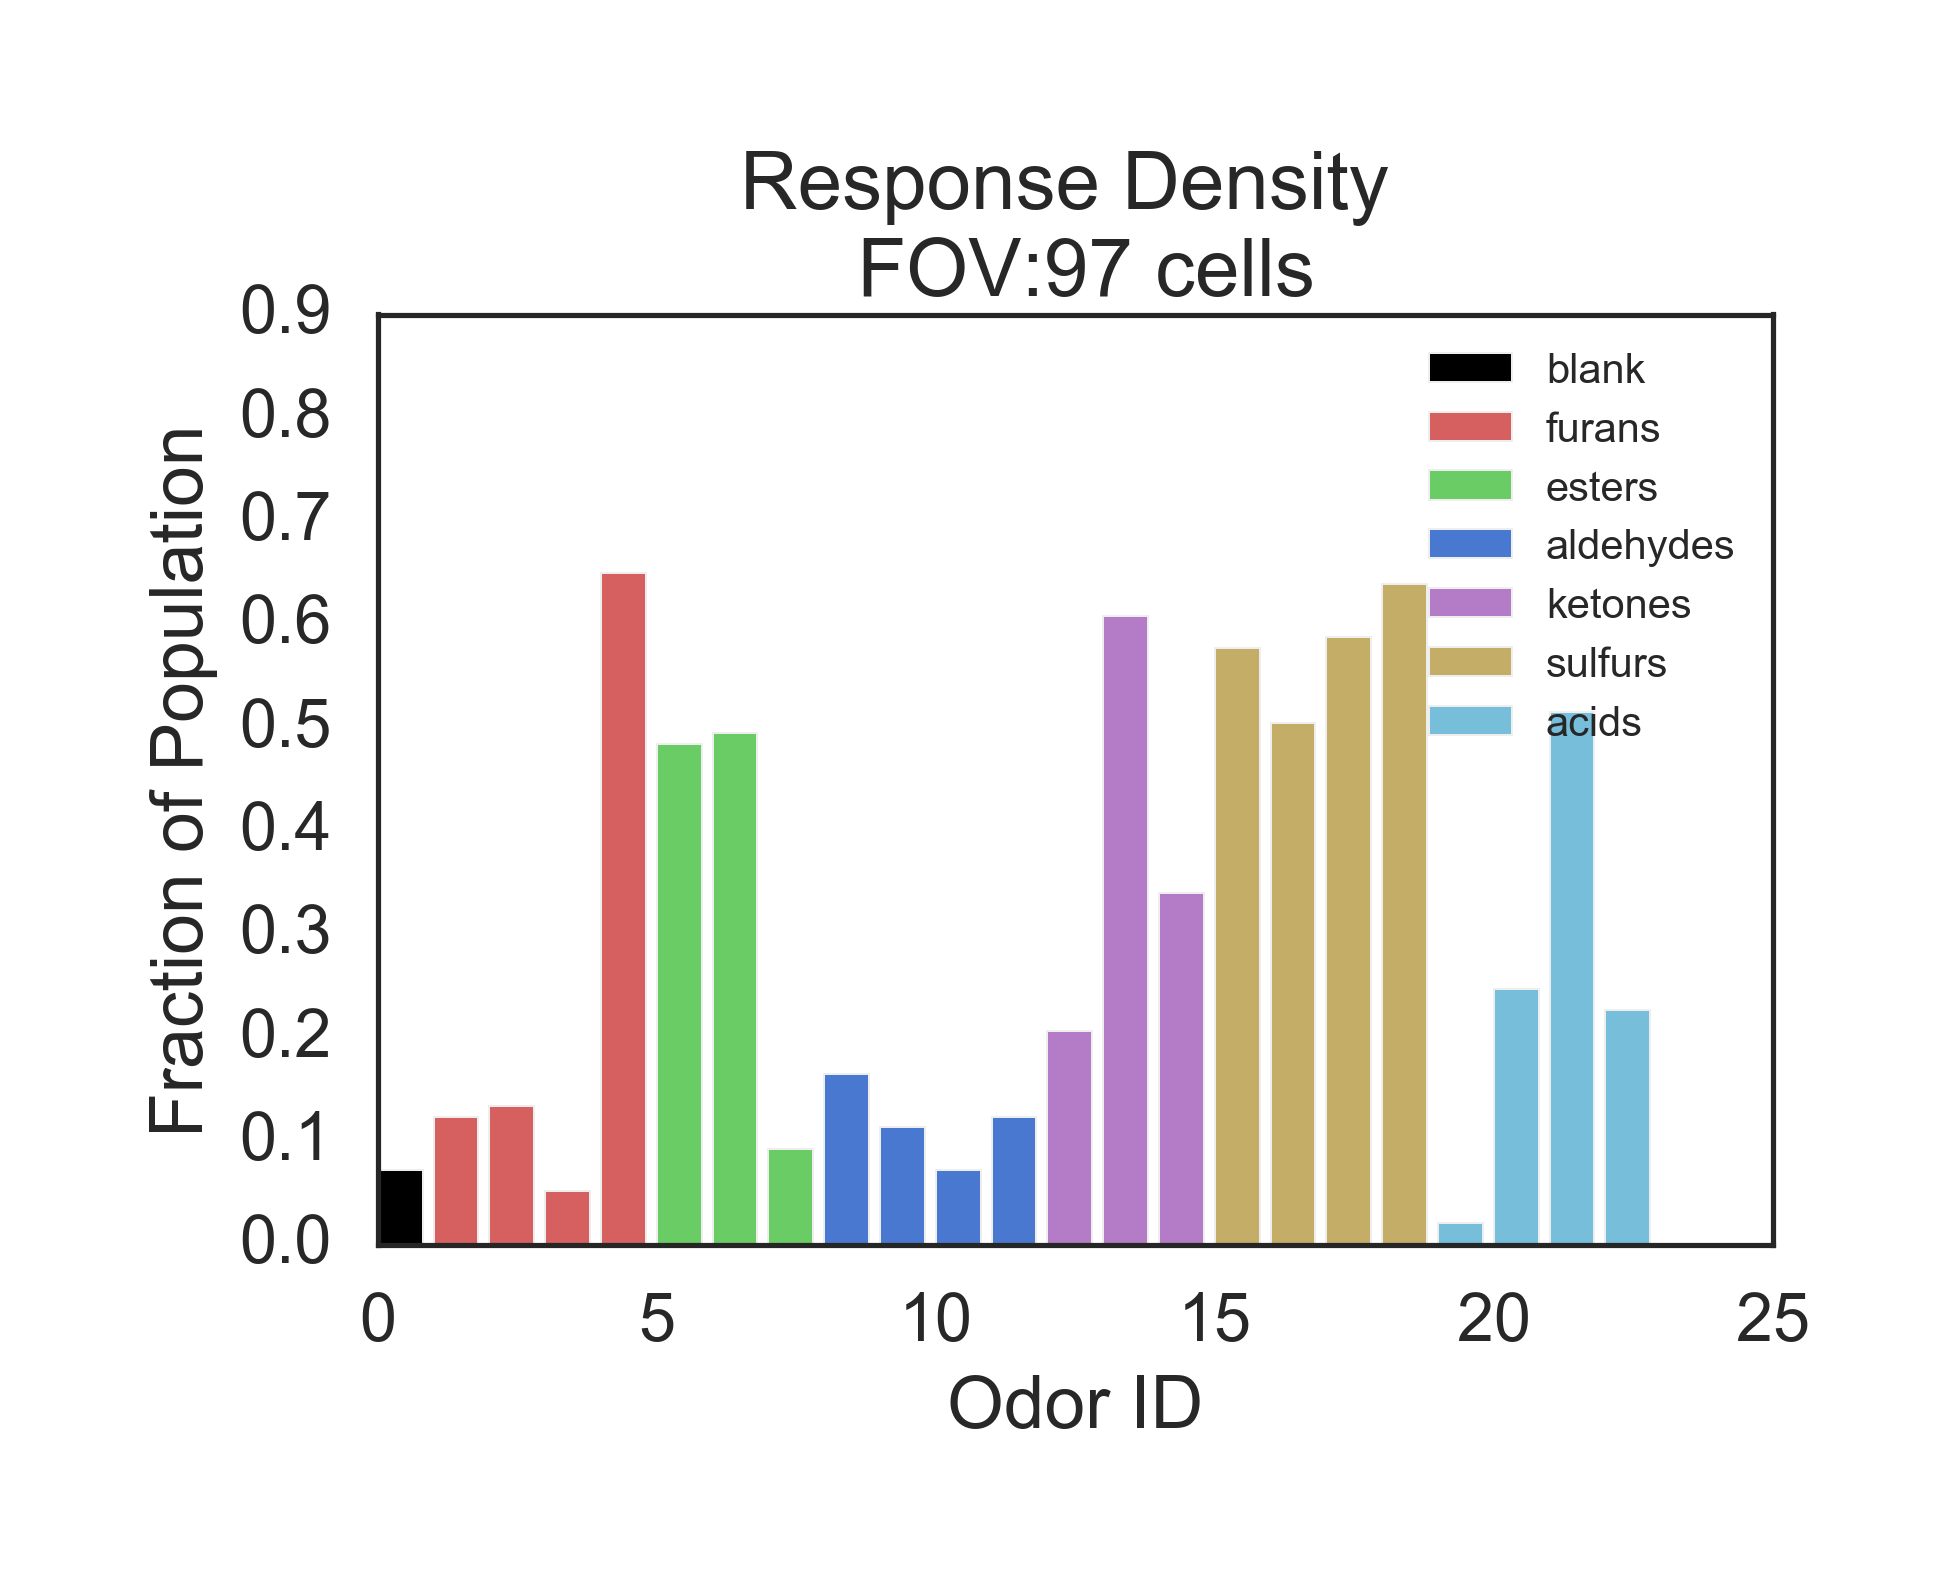 Response Density
FOV:97 cells
0.9
0.8
0.7
0.6
0.5
0.4
0.3
0.2
0.1
0.0
Fraction of Population
blank
furans
esters
aldehydes
ketones
sulfurs
acids
0 5 10 15 20 25
Odor ID